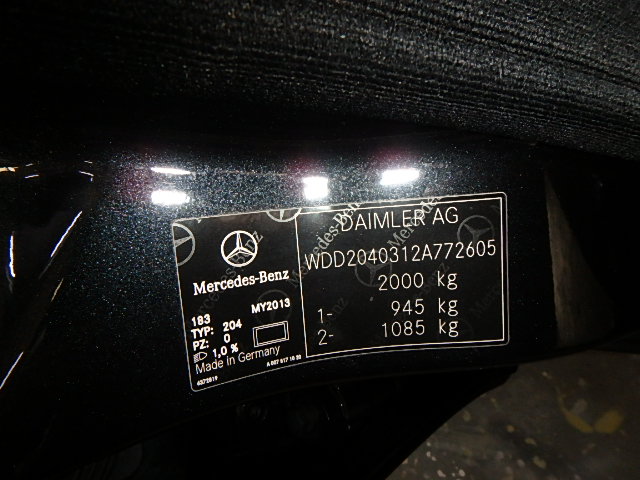 Mercedes-Benz
183 MY2013
TYP: 204
PZ: 0
1,0 %
Made in Germany
DAIMLER AG
WDD2040312A772605
2000 kg
1- 945 kg
2- 1085 kg